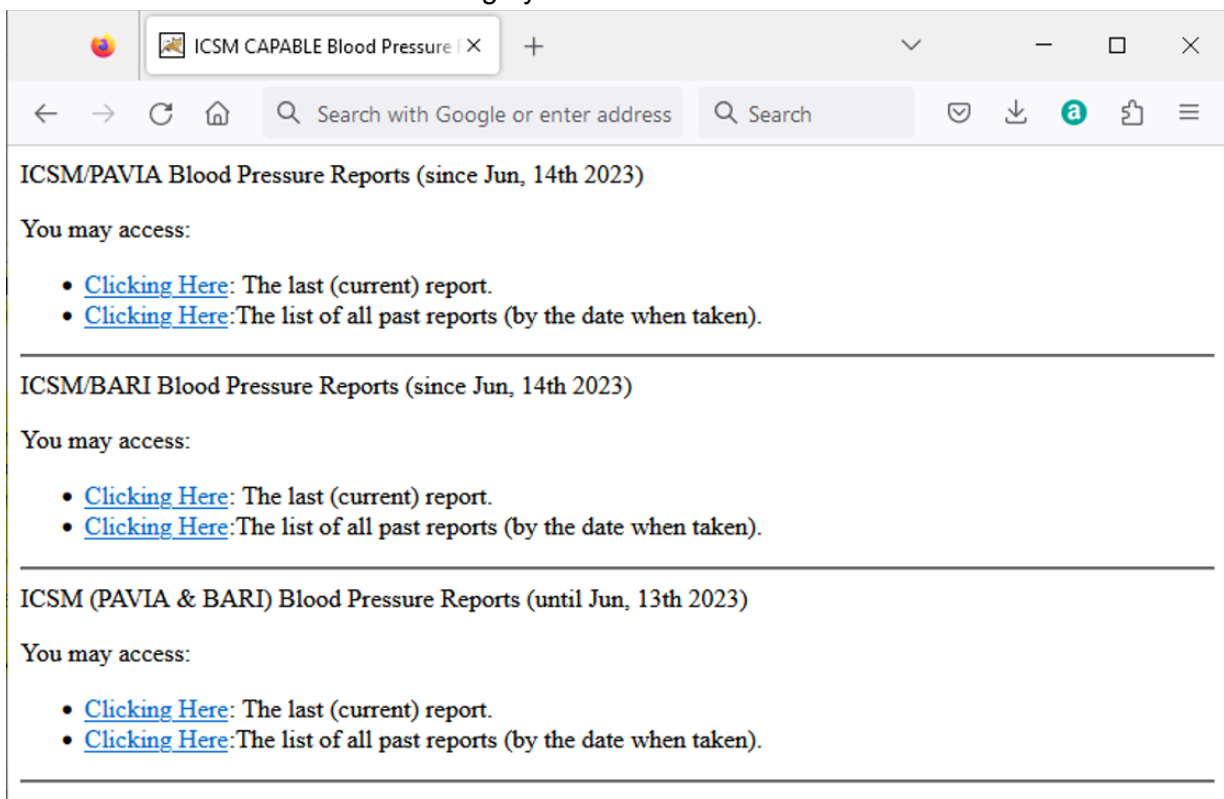 ICSM CAPABLE Blood Pressure
Search with Google or enter address
Search
a
ICSM/PAVIA Blood Pressure Reports (since Jun, 14th 2023)
You may access:
• Clicking Here: The last (current) report.
• Clicking Here:The list of all past reports (by the date when taken).
ICSM/BARI Blood Pressure Reports (since Jun, 14th 2023)
You may access:
• Clicking Here: The last (current) report.
• Clicking Here:The list of all past reports (by the date when taken).
ICSM (PAVIA & BARI) Blood Pressure Reports (until Jun, 13th 2023)
You may access:
• Clicking Here: The last (current) report.
• Clicking Here:The list of all past reports (by the date when taken).